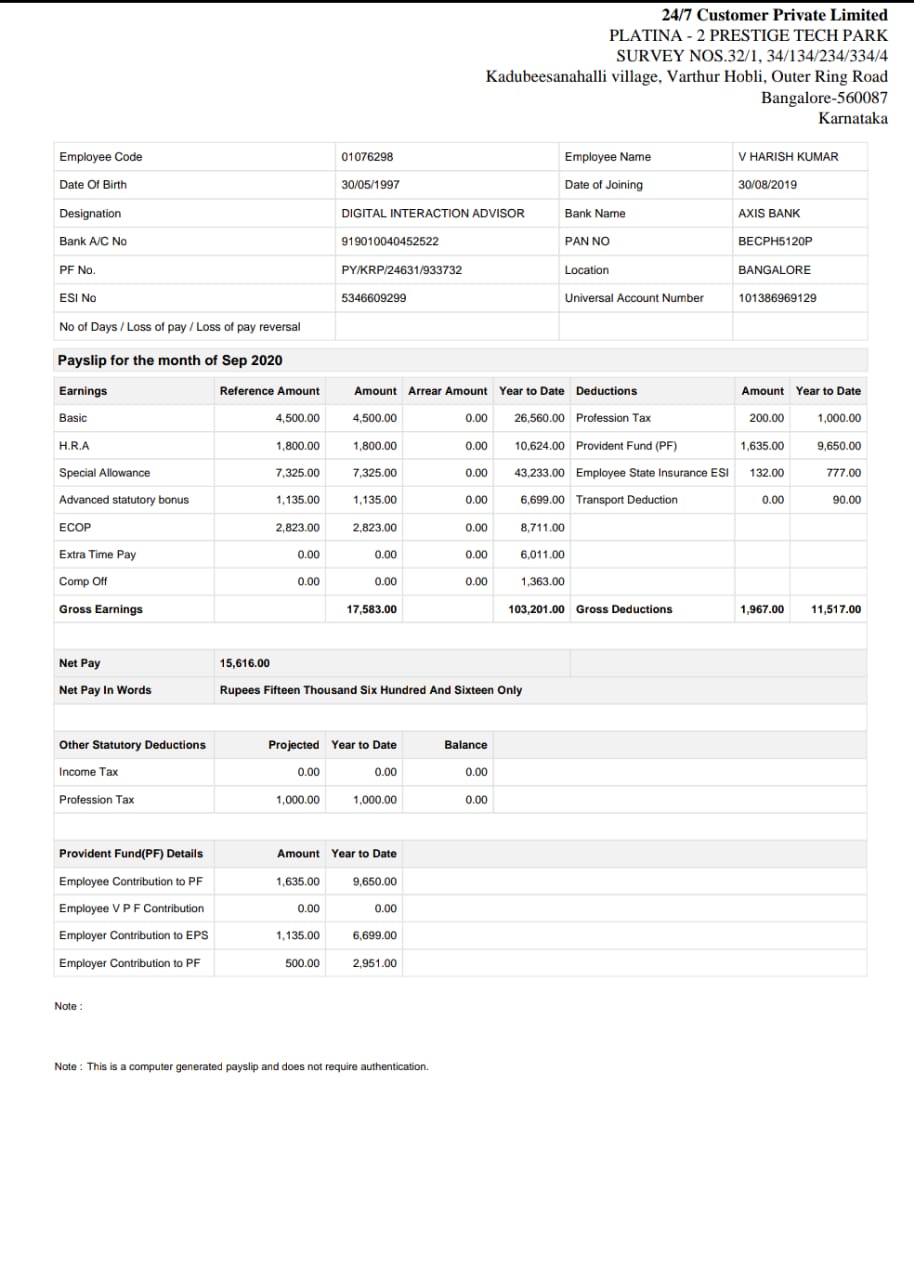 24/7 Customer Private Limited
PLATINA - 2 PRESTIGE TECH PARK
SURVEY NOS.32/1, 34/134/234/334/4
Kadubeesanahalli village, Varthur Hobli, Outer Ring Road
Bangalore-560087
Karnataka
Employee Code 01076298 Employee Name V HARISH KUMAR
Date Of Birth 30/05/1997 Date of Joining 30/08/2019
Designation DIGITAL INTERACTION ADVISOR Bank Name AXIS BANK
Bank A/C No 919010040452522 PAN NO BECPH5120P
PF No. PY/KRP/24631/933732 Location BANGALORE
ESI No 5346609299 Universal Account Number 101386969129
No of Days / Loss of pay / Loss of pay reversal
Payslip for the month of Sep 2020
Earnings Reference Amount Amount Arrear Amount Year to Date Deductions Amount Year to Date
Basic 4,500.00 4,500.00 0.00 26,560.00 Profession Tax 200.00 1,000.00
H.R.A 1,800.00 1,800.00 0.00 10,624.00 Provident Fund (PF) 1,635.00 9,650.00
Special Allowance 7,325.00 7,325.00 0.00 43,233.00 Employee State Insurance ESI 132.00 777.00
Advanced statutory bonus 1,135.00 1,135.00 0.00 6,699.00 Transport Deduction 0.00 90.00
ECOP 2,823.00 2,823.00 0.00 8,711.00
Extra Time Pay 0.00 0.00 0.00 6,011.00
Comp Off 0.00 0.00 0.00 1,363.00
Gross Earnings 17,583.00 103,201.00 Gross Deductions 1,967.00 11,517.00
Net Pay 15,616.00
Net Pay In Words Rupees Fifteen Thousand Six Hundred And Sixteen Only
Other Statutory Deductions Projected Year to Date Balance
Income Tax 0.00 0.00 0.00
Profession Tax 1,000.00 1,000.00 0.00
Provident Fund(PF) Details Amount Year to Date
Employee Contribution to PF 1,635.00 9,650.00
Employee V P F Contribution 0.00 0.00
Employer Contribution to EPS 1,135.00 6,699.00
Employer Contribution to PF 500.00 2,951.00
Note :
Note : This is a computer generated payslip and does not require authentication.